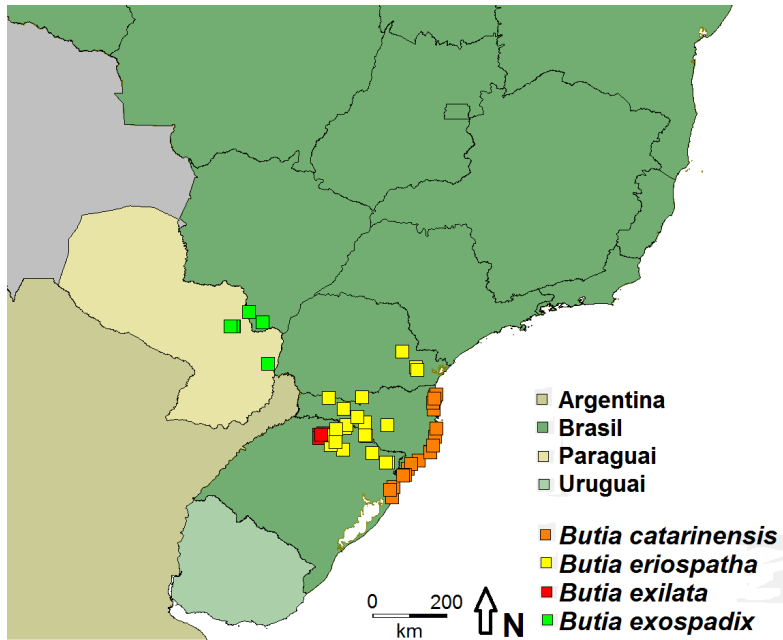 Argentina
Brasil
Paraguai
Uruguai
Butia catarinensis
Butia eriospatha
Butia exilata
Butia exospadix
0 200
km
N